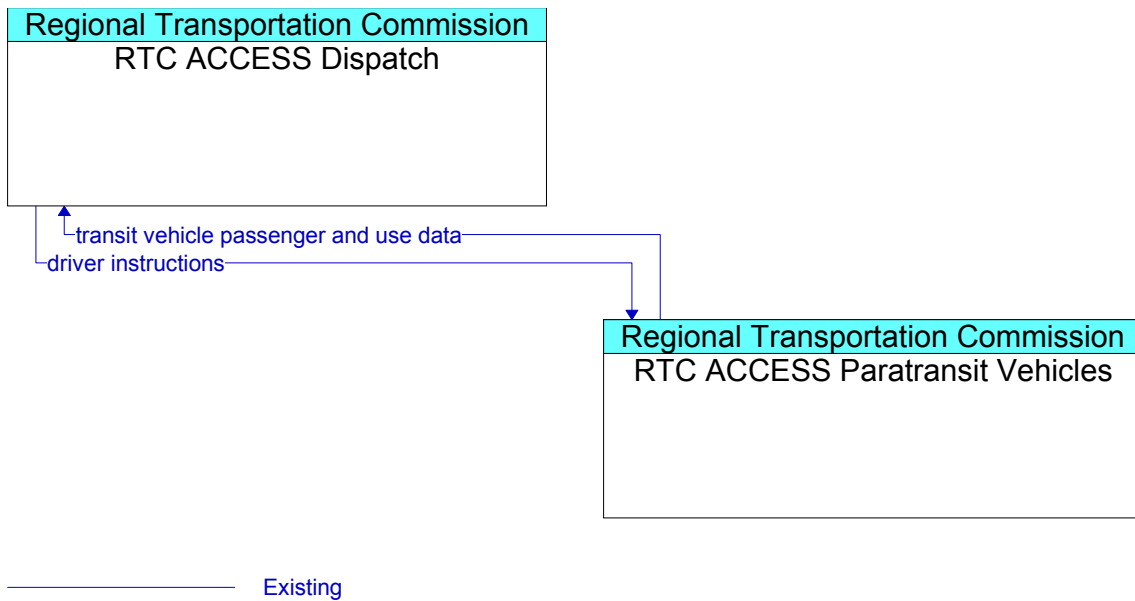 Regional Transportation Commission
RTC ACCESS Dispatch
transit vehicle passenger and use data
driver instructions
Regional Transportation Commission
RTC ACCESS Paratransit Vehicles
Existing